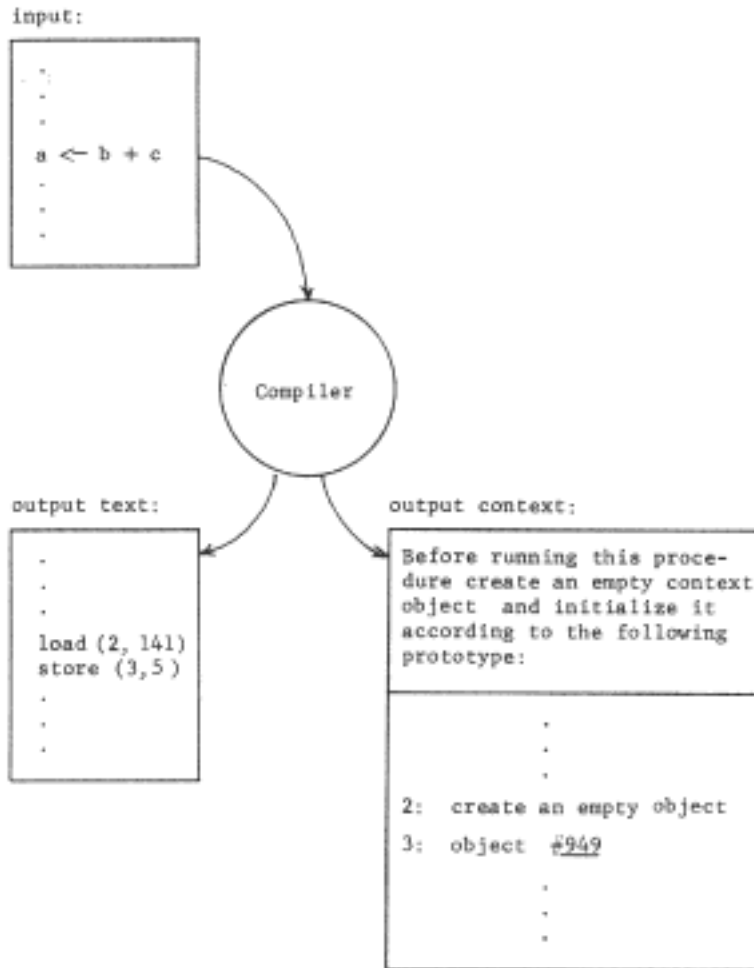 input:
.
.
.
a <- b + c
.
.
.
Compiler
output text:
.
.
.
load (2, 141)
store (3,5)
.
.
.
output context:
Before running this proce-
dure create an empty context
object and initialize it
according to the following
prototype:
.
.
.
2: create an empty object
3: object #949
.
.
.